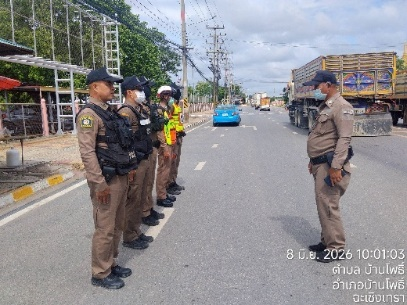 8 มิ.ย. 2026 10:01:03
ตำบล บ้านโพธิ์
อำเภอบ้านโพธิ์
ฉะเชิงเทรา